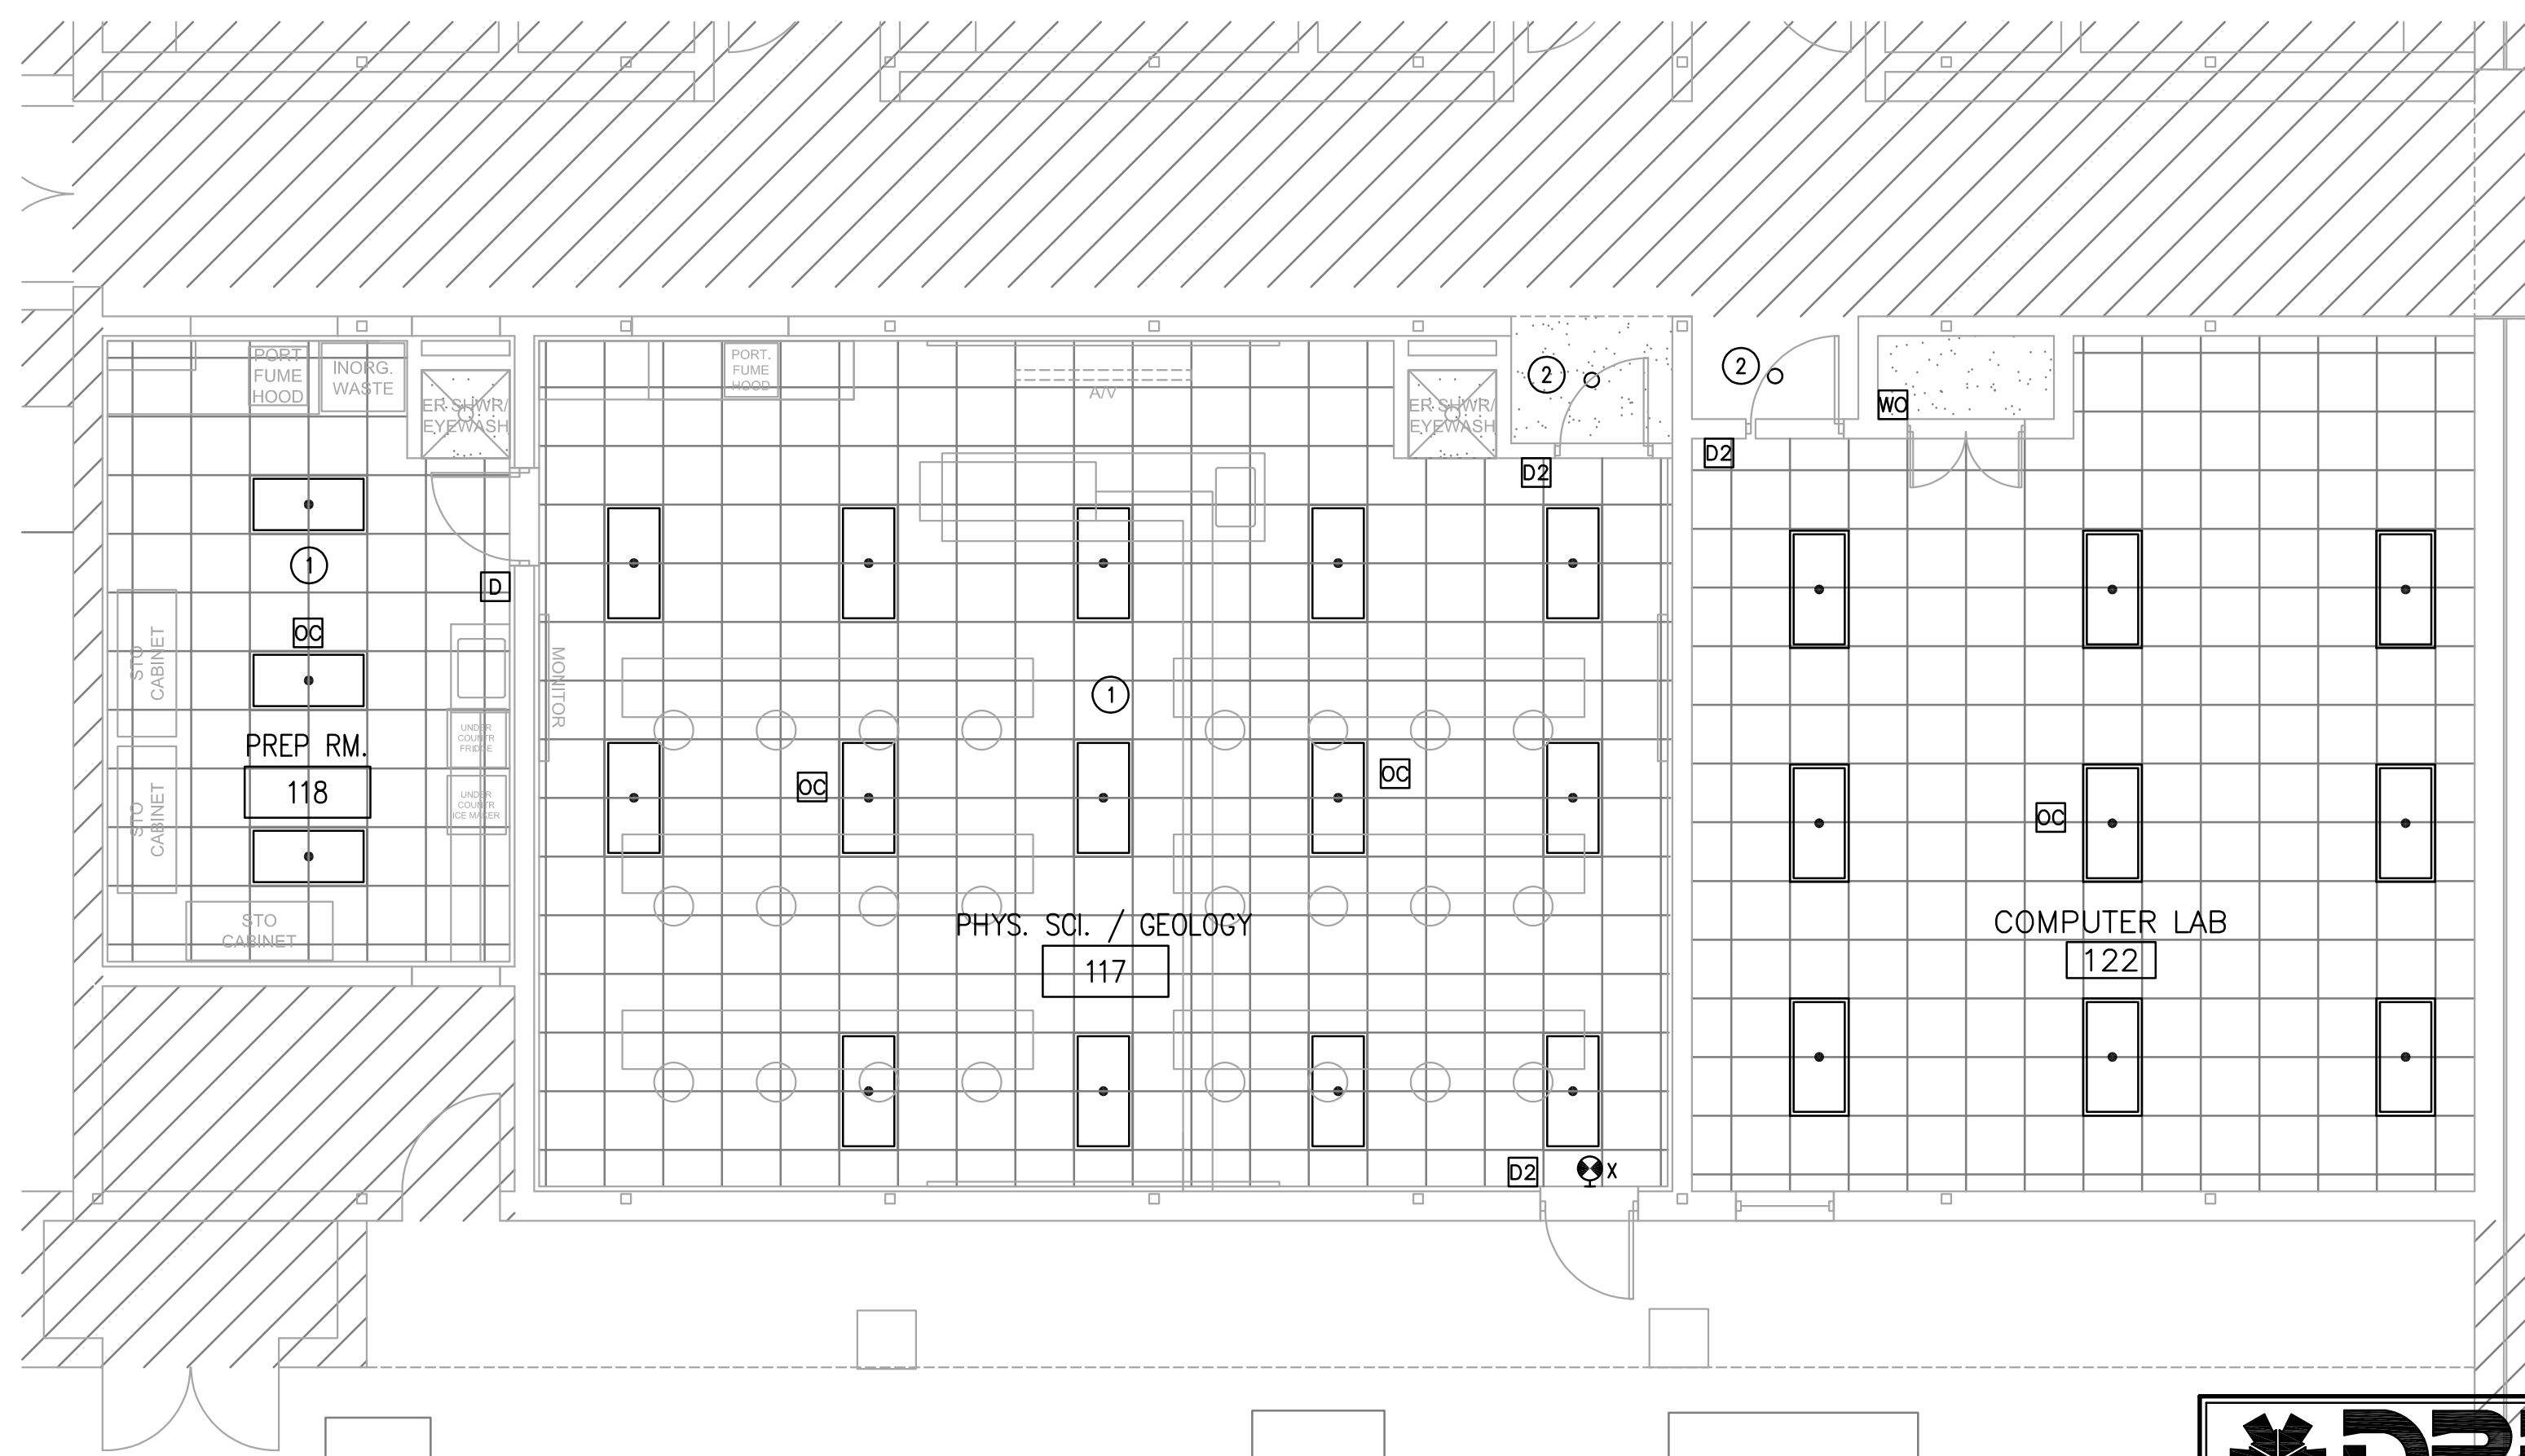 PORT
FUME
HOOD
INORG.
WASTE
ER SHWR/
EYEWASH
PORT.
FUME
HOOD
A/V
ER SHWR/
EYEWASH
2
2
WO
D2
D2
1
D
OC
STO
CABINET
MONITOR
1
UNDER
COUNTR
FRIDGE
PREP RM.
118
OC
OC
OC
UNDER
COUNTR
ICE MAKER
STO
CABINET
STO
CABINET
PHYS. SCI. / GEOLOGY
117
COMPUTER LAB
122
D2
X